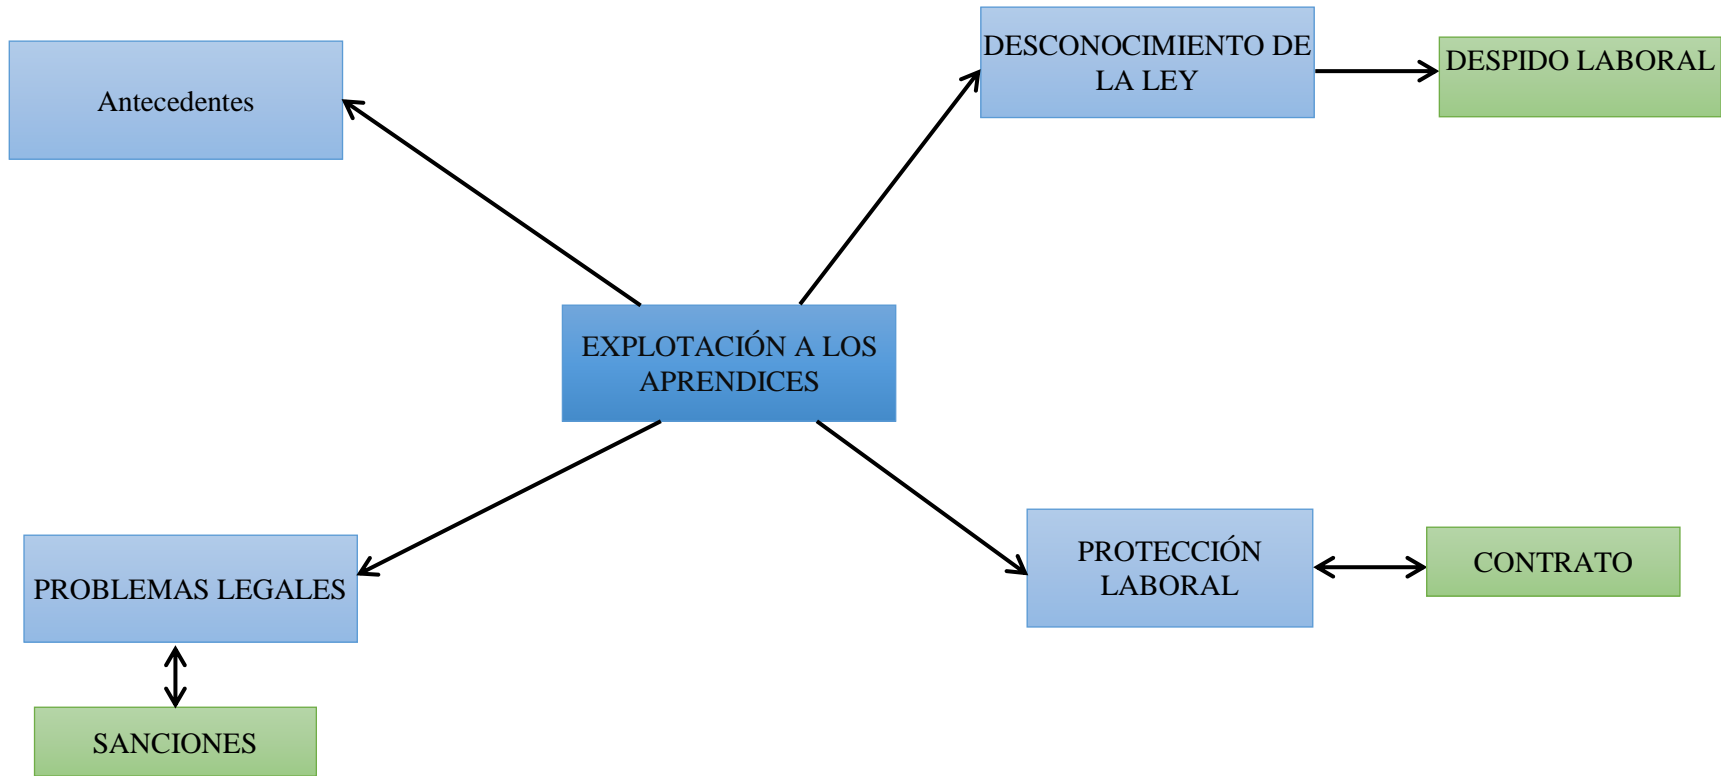 Antecedentes
DESCONOCIMIENTO DE
LA LEY
DESPIDO LABORAL
EXPLOTACIÓN A LOS
APRENDICES
PROBLEMAS LEGALES
PROTECCIÓN
LABORAL
CONTRATO
SANCIONES